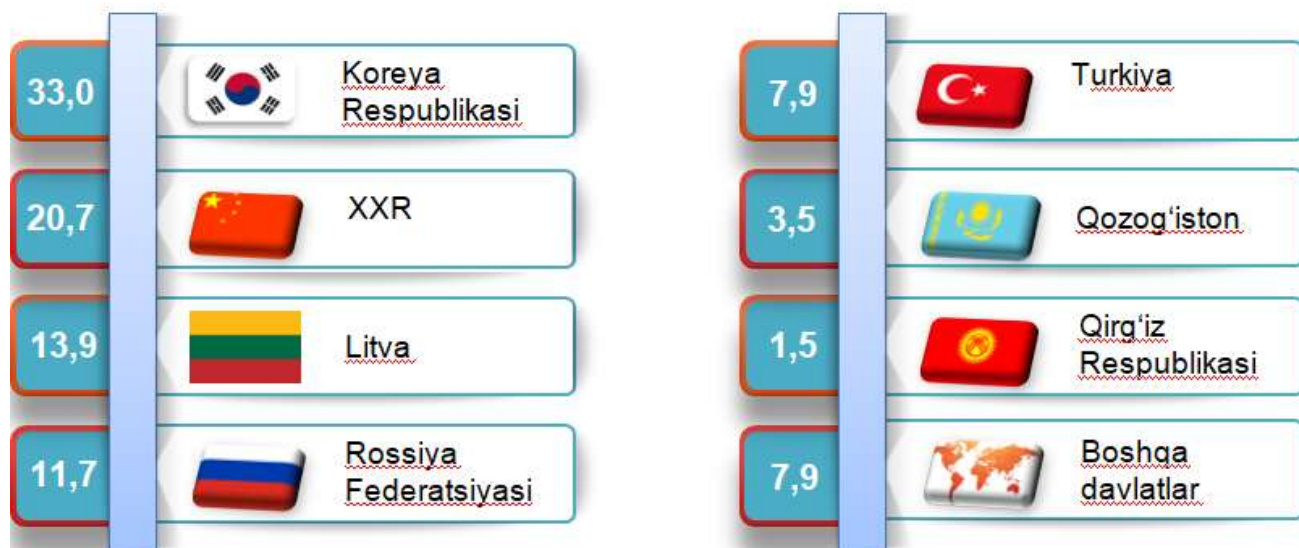 33,0
Koreya
Respublikasi
20,7
XXR
13,9
Litva
11,7
Rossiya
Federatsiyasi
7,9
Turkiya
3,5
Qozog‘iston
1,5
Qirg‘iz
Respublikasi
7,9
Boshqa
davlatlar